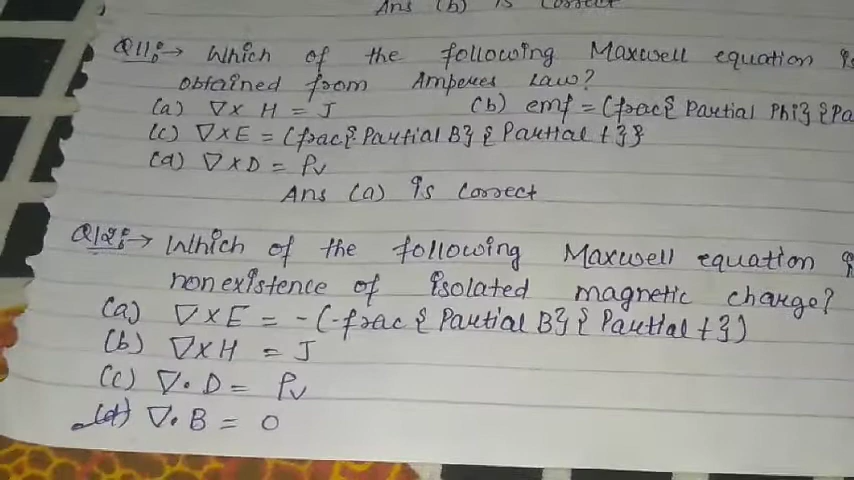 Ans (b) is correct
Q11:→ Which of the following Maxwell equation is
obtained from Amperes law?
(a) ∇× H = J (b) emf = (frac{ Partial Phi} {Pa
(c) ∇×E = (frac{ Partial B} { Partial t}}
(d) ∇×D = ρv
Ans (a) is correct
Q12:→ Which of the following Maxwell equation
nonexistence of isolated magnetic charge?
(a) ∇×E = -(-frac { Partial B} { Partial t})
(b) ∇×H = J
(c) ∇.D = ρv
(d) ∇.B = 0